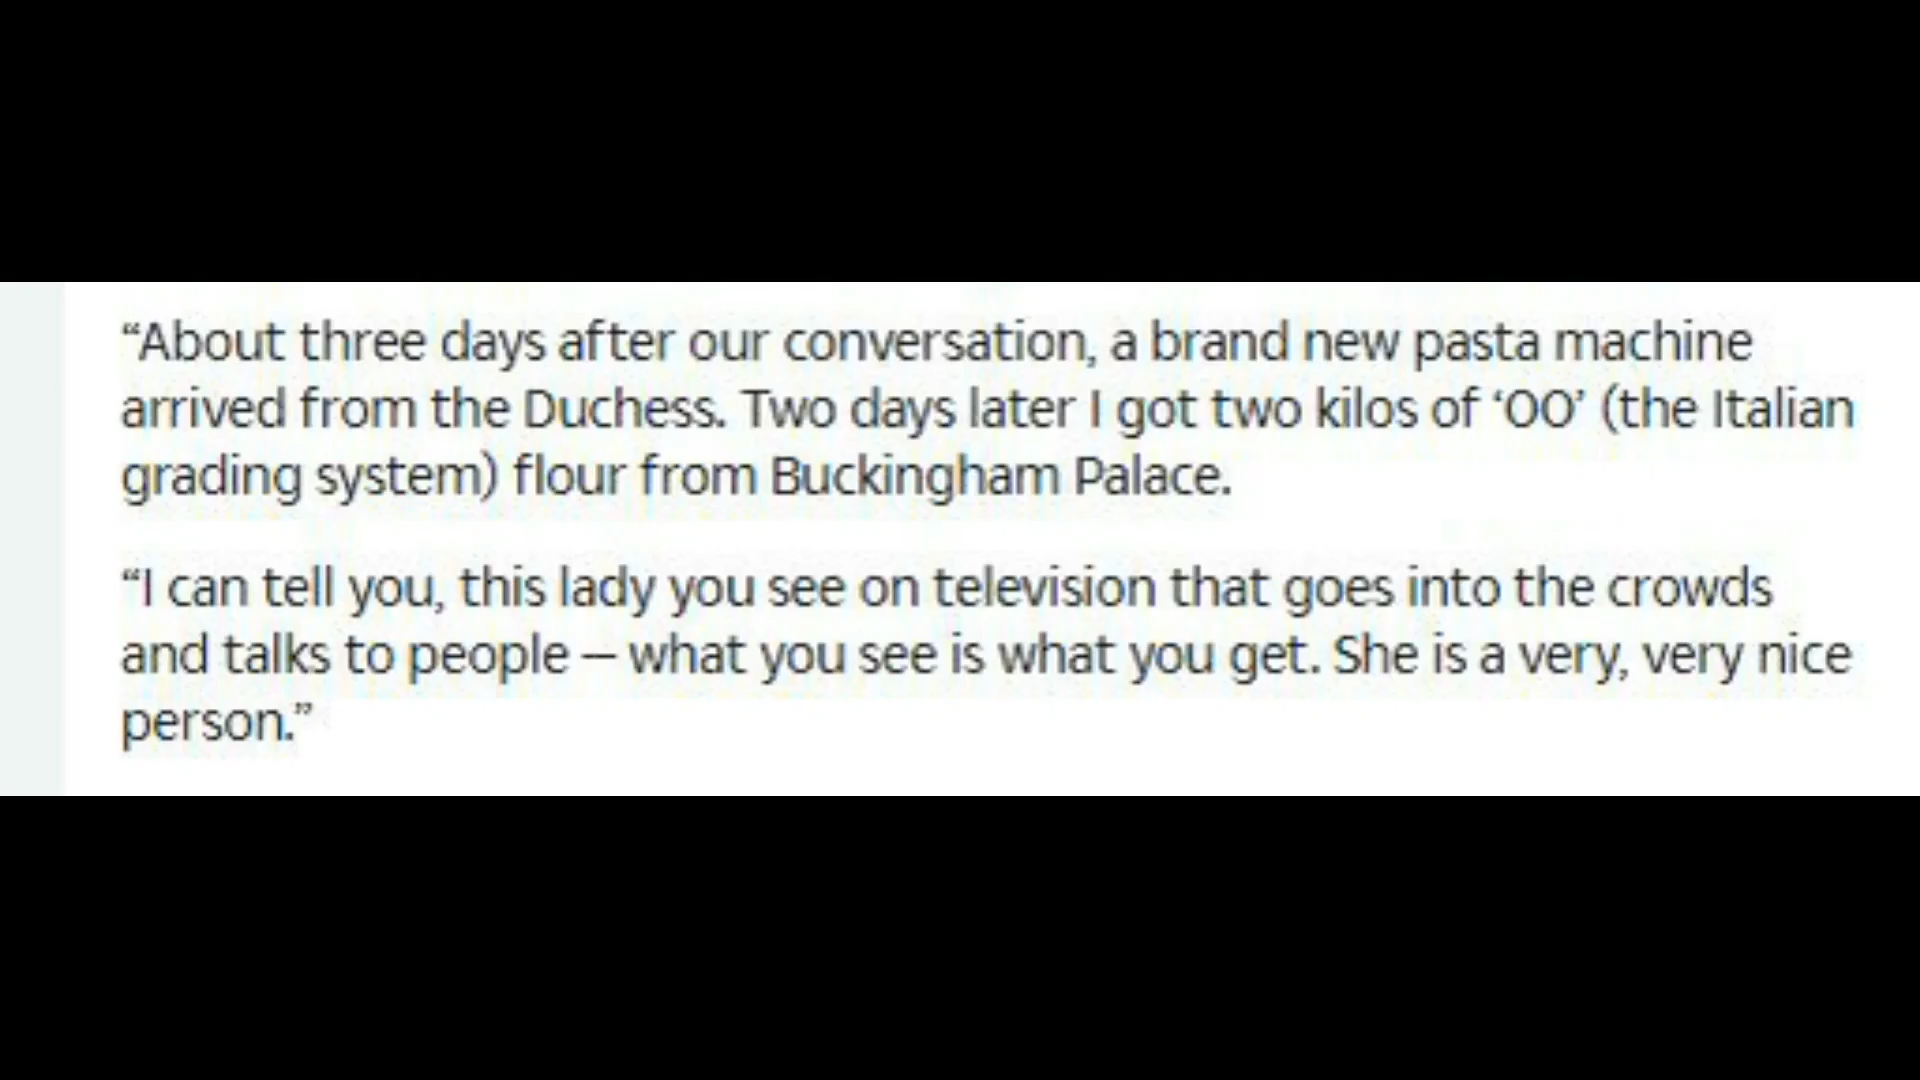 “About three days after our conversation, a brand new pasta machine
arrived from the Duchess. Two days later I got two kilos of ‘OO’ (the Italian
grading system) flour from Buckingham Palace.
“I can tell you, this lady you see on television that goes into the crowds
and talks to people – what you see is what you get. She is a very, very nice
person.”